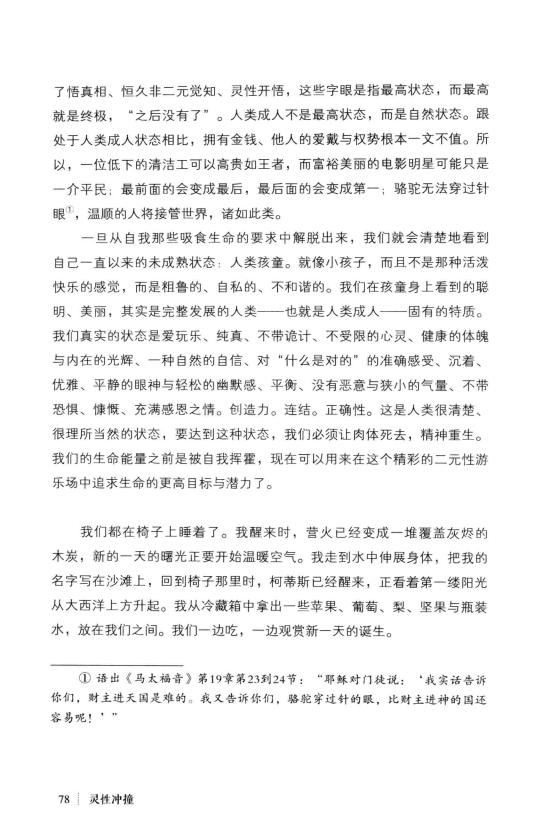 了悟真相、恒久非二元觉知、灵性开悟，这些字眼是指最高状态，而最高
就是终极，“之后没有了”。人类成人不是最高状态，而是自然状态。跟
处于人类成人状态相比，拥有金钱、他人的爱戴与权势根本一文不值。所
以，一位低下的清洁工可以高贵如王者，而富裕美丽的电影明星可能只是
一介平民；最前面的会变成最后，最后面的会变成第一；骆驼无法穿过针
眼①，温顺的人将接管世界，诸如此类。
一旦从自我那些吸食生命的要求中解脱出来，我们就会清楚地看到
自己一直以来的未成熟状态：人类孩童。就像小孩子，而且不是那种活泼
快乐的感觉，而是粗鲁的、自私的、不和谐的。我们在孩童身上看到的聪
明、美丽，其实是完整发展的人类——也就是人类成人——固有的特质。
我们真实的状态是爱玩乐、纯真、不带诡计、不受限的心灵、健康的体魄
与内在的光辉、一种自然的自信、对“什么是对的”的准确感受、沉着、
优雅、平静的眼神与轻松的幽默感、平衡、没有恶意与狭小的气量、不带
恐惧、慷慨、充满感恩之情。创造力。连结。正确性。这是人类很清楚、
很理所当然的状态，要达到这种状态，我们必须让肉体死去，精神重生。
我们的生命能量之前是被自我挥霍，现在可以用来在这个精彩的二元性游
乐场中追求生命的更高目标与潜力了。
我们都在椅子上睡着了。我醒来时，营火已经变成一堆覆盖灰烬的
木炭，新的一天的曙光正要开始温暖空气。我走到水中伸展身体，把我的
名字写在沙滩上，回到椅子那里时，柯蒂斯已经醒来，正看着第一缕阳光
从大西洋上方升起。我从冷藏箱中拿出一些苹果、葡萄、梨、坚果与瓶装
水，放在我们之间。我们一边吃，一边观赏新一天的诞生。
① 语出《马太福音》第19章第23到24节：“耶稣对门徒说：‘我实话告诉
你们，财主进天国是难的。我又告诉你们，骆驼穿过针的眼，比财主进神的国还
容易呢！’”
78 灵性冲撞